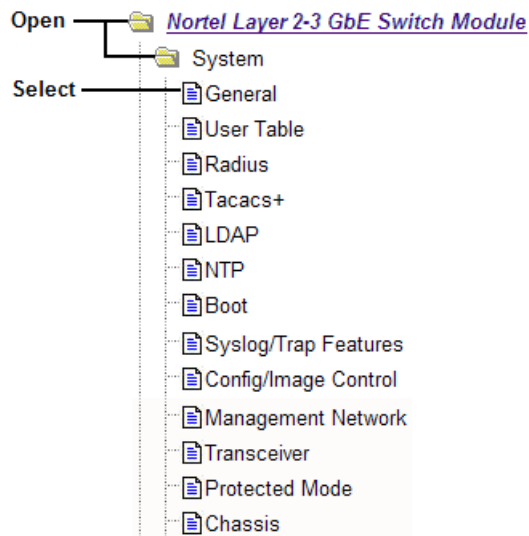 Open Nortel Layer 2-3 GbE Switch Module
System
Select General
User Table
Radius
Tacacs+
LDAP
NTP
Boot
Syslog/Trap Features
Config/Image Control
Management Network
Transceiver
Protected Mode
Chassis